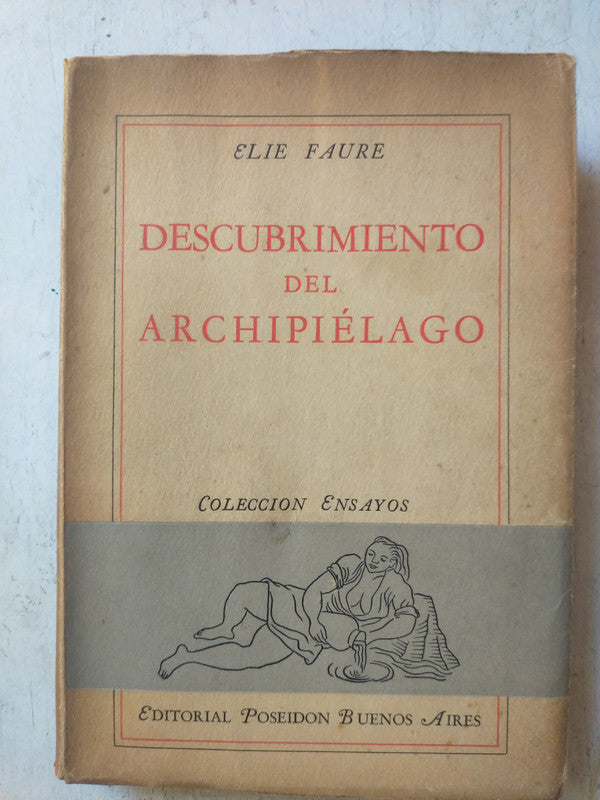 ELIE FAURE
DESCUBRIMIENTO
DEL
ARCHIPIÉLAGO
COLECCION ENSAYOS
EDITORIAL POSEIDON BUENOS AIRES